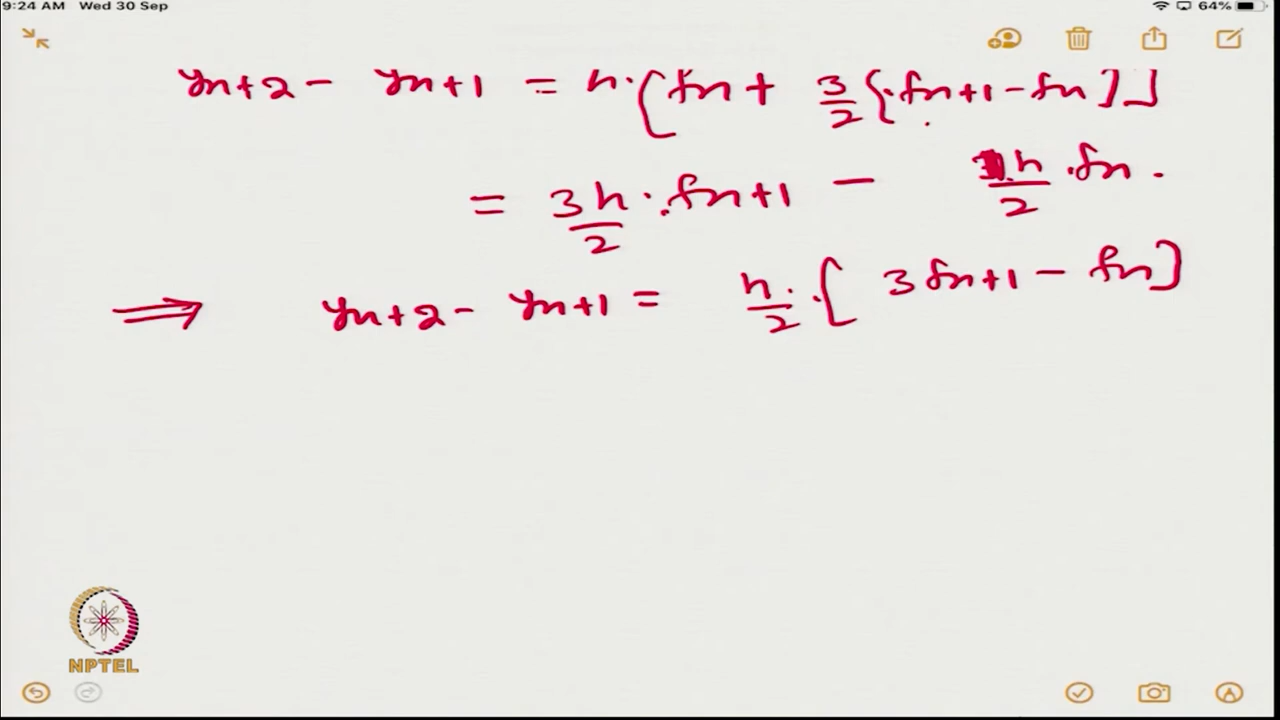 9:24 AM Wed 30 Sep 64%
yn+2 - yn+1 = h.[fn + 3/2 {fn+1 - fn}]
= 3h/2 . fn+1 - h/2 . fn .
⇒ yn+2 - yn+1 = h/2 . [3fn+1 - fn]
NPTEL